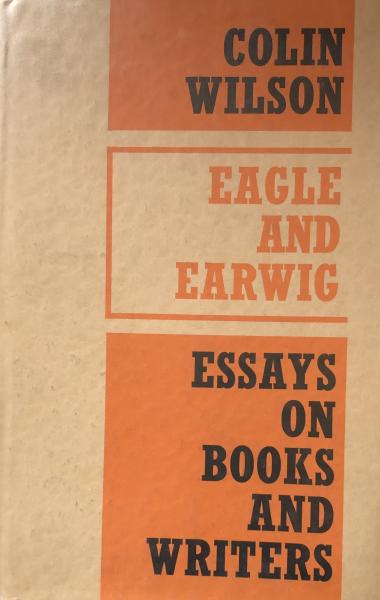 COLIN
WILSON
EAGLE
AND
EARWIG
ESSAYS
ON
BOOKS
AND
WRITERS